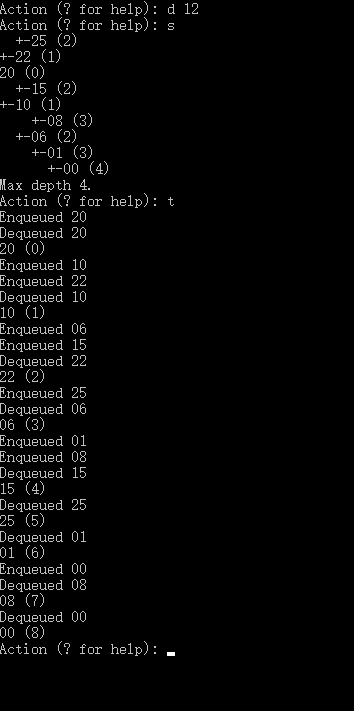 Action (? for help): d 12
Action (? for help): s
  +-25 (2)
+-22 (1)
20 (0)
  +-15 (2)
+-10 (1)
    +-08 (3)
  +-06 (2)
    +-01 (3)
      +-00 (4)
Max depth 4.
Action (? for help): t
Enqueued 20
Dequeued 20
20 (0)
Enqueued 10
Enqueued 22
Dequeued 10
10 (1)
Enqueued 06
Enqueued 15
Dequeued 22
22 (2)
Enqueued 25
Dequeued 06
06 (3)
Enqueued 01
Enqueued 08
Dequeued 15
15 (4)
Dequeued 25
25 (5)
Dequeued 01
01 (6)
Enqueued 00
Dequeued 08
08 (7)
Dequeued 00
00 (8)
Action (? for help):